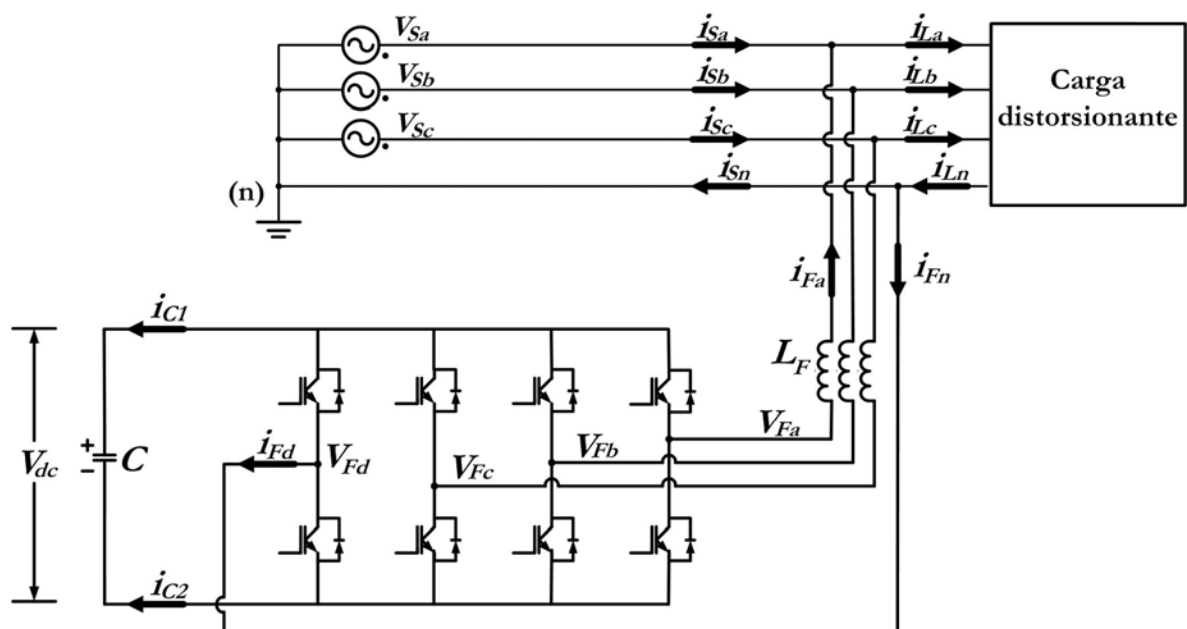 V_Sa
i_Sa
i_La
V_Sb
i_Sb
i_Lb
V_Sc
i_Sc
i_Lc
(n)
i_Sn
i_Ln
Carga
distorsionante
i_Fa
i_Fn
i_C1
L_F
V_Fa
V_dc
+
-
C
i_Fd
V_Fd
V_Fc
V_Fb
i_C2